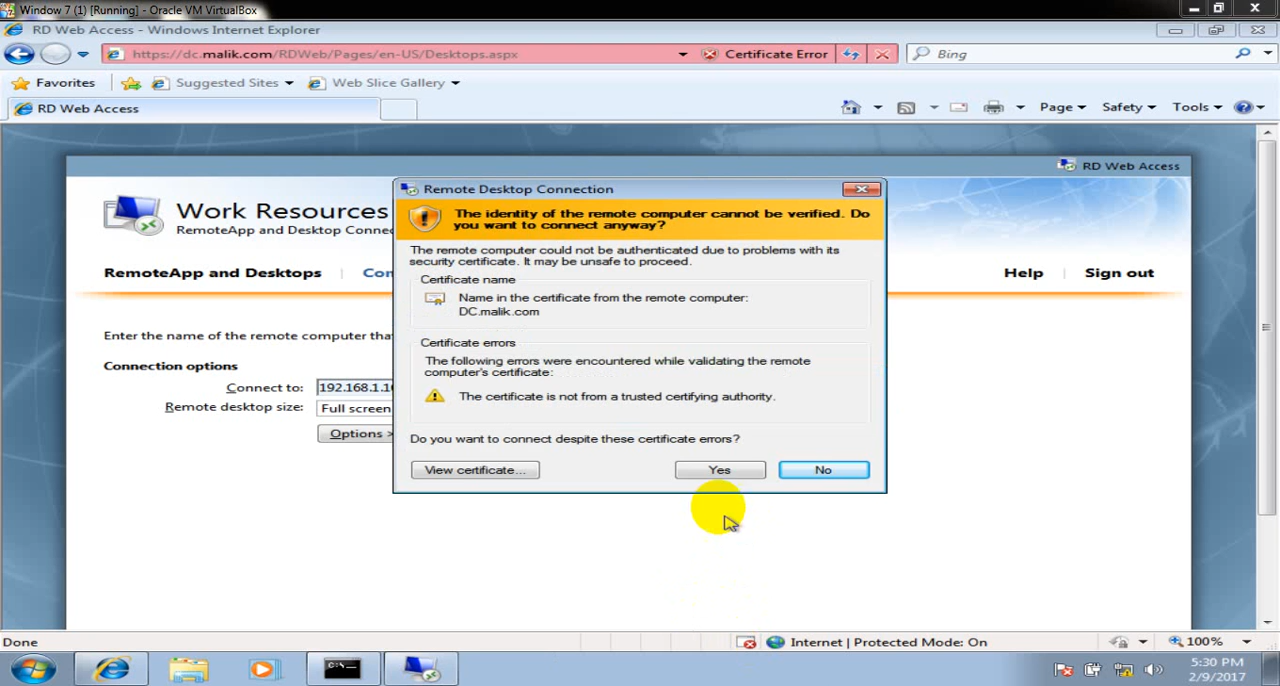 Window 7 (1) [Running] - Oracle VM VirtualBox
RD Web Access - Windows Internet Explorer
https://dc.malik.com/RDWeb/Pages/en-US/Desktops.aspx
Certificate Error
Bing
Favorites
Suggested Sites
Web Slice Gallery
RD Web Access
Page
Safety
Tools
RD Web Access
Work Resources
RemoteApp and Desktop
RemoteApp and Desktops
Help
Sign out
Enter the name of the remote computer
Connection options
Connect to:
192.168.1.
Remote desktop size:
Full screen
Options >
Remote Desktop Connection
The identity of the remote computer cannot be verified. Do
you want to connect anyway?
The remote computer could not be authenticated due to problems with its
security certificate. It may be unsafe to proceed.
Certificate name
Name in the certificate from the remote computer:
DC.malik.com
Certificate errors
The following errors were encountered while validating the remote
computer's certificate:
The certificate is not from a trusted certifying authority.
Do you want to connect despite these certificate errors?
View certificate...
Yes
No
Done
Internet | Protected Mode: On
100%
C:\
5:30 PM
2/9/2017